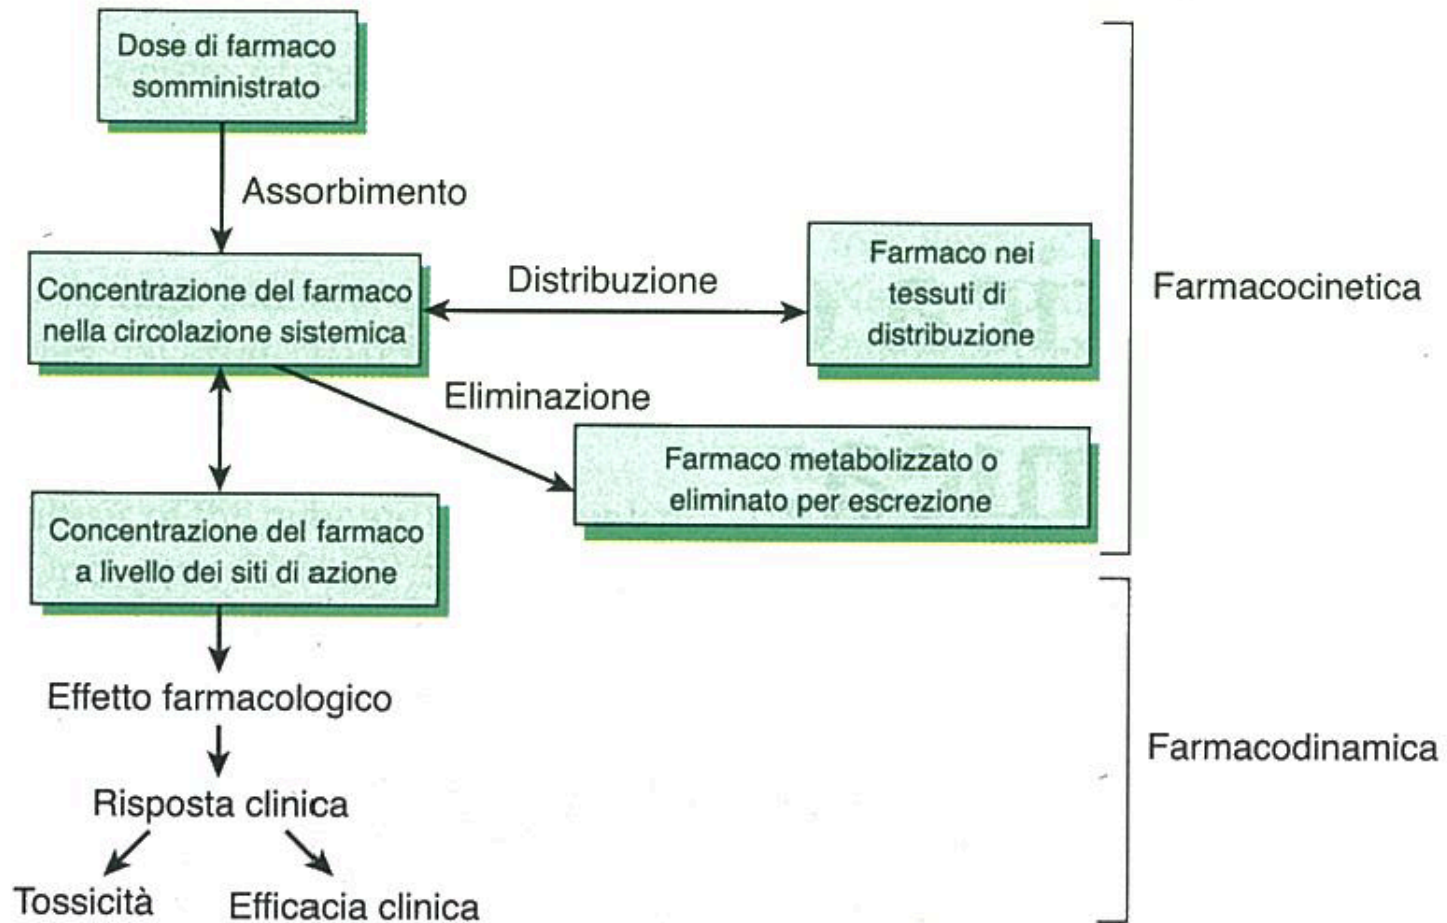 Dose di farmaco
somministrato
Assorbimento
Concentrazione del farmaco
nella circolazione sistemica
Distribuzione
Farmaco nei
tessuti di
distribuzione
Farmacocinetica
Eliminazione
Farmaco metabolizzato o
eliminato per escrezione
Concentrazione del farmaco
a livello dei siti di azione
Effetto farmacologico
Risposta clinica
Tossicità
Efficacia clinica
Farmacodinamica